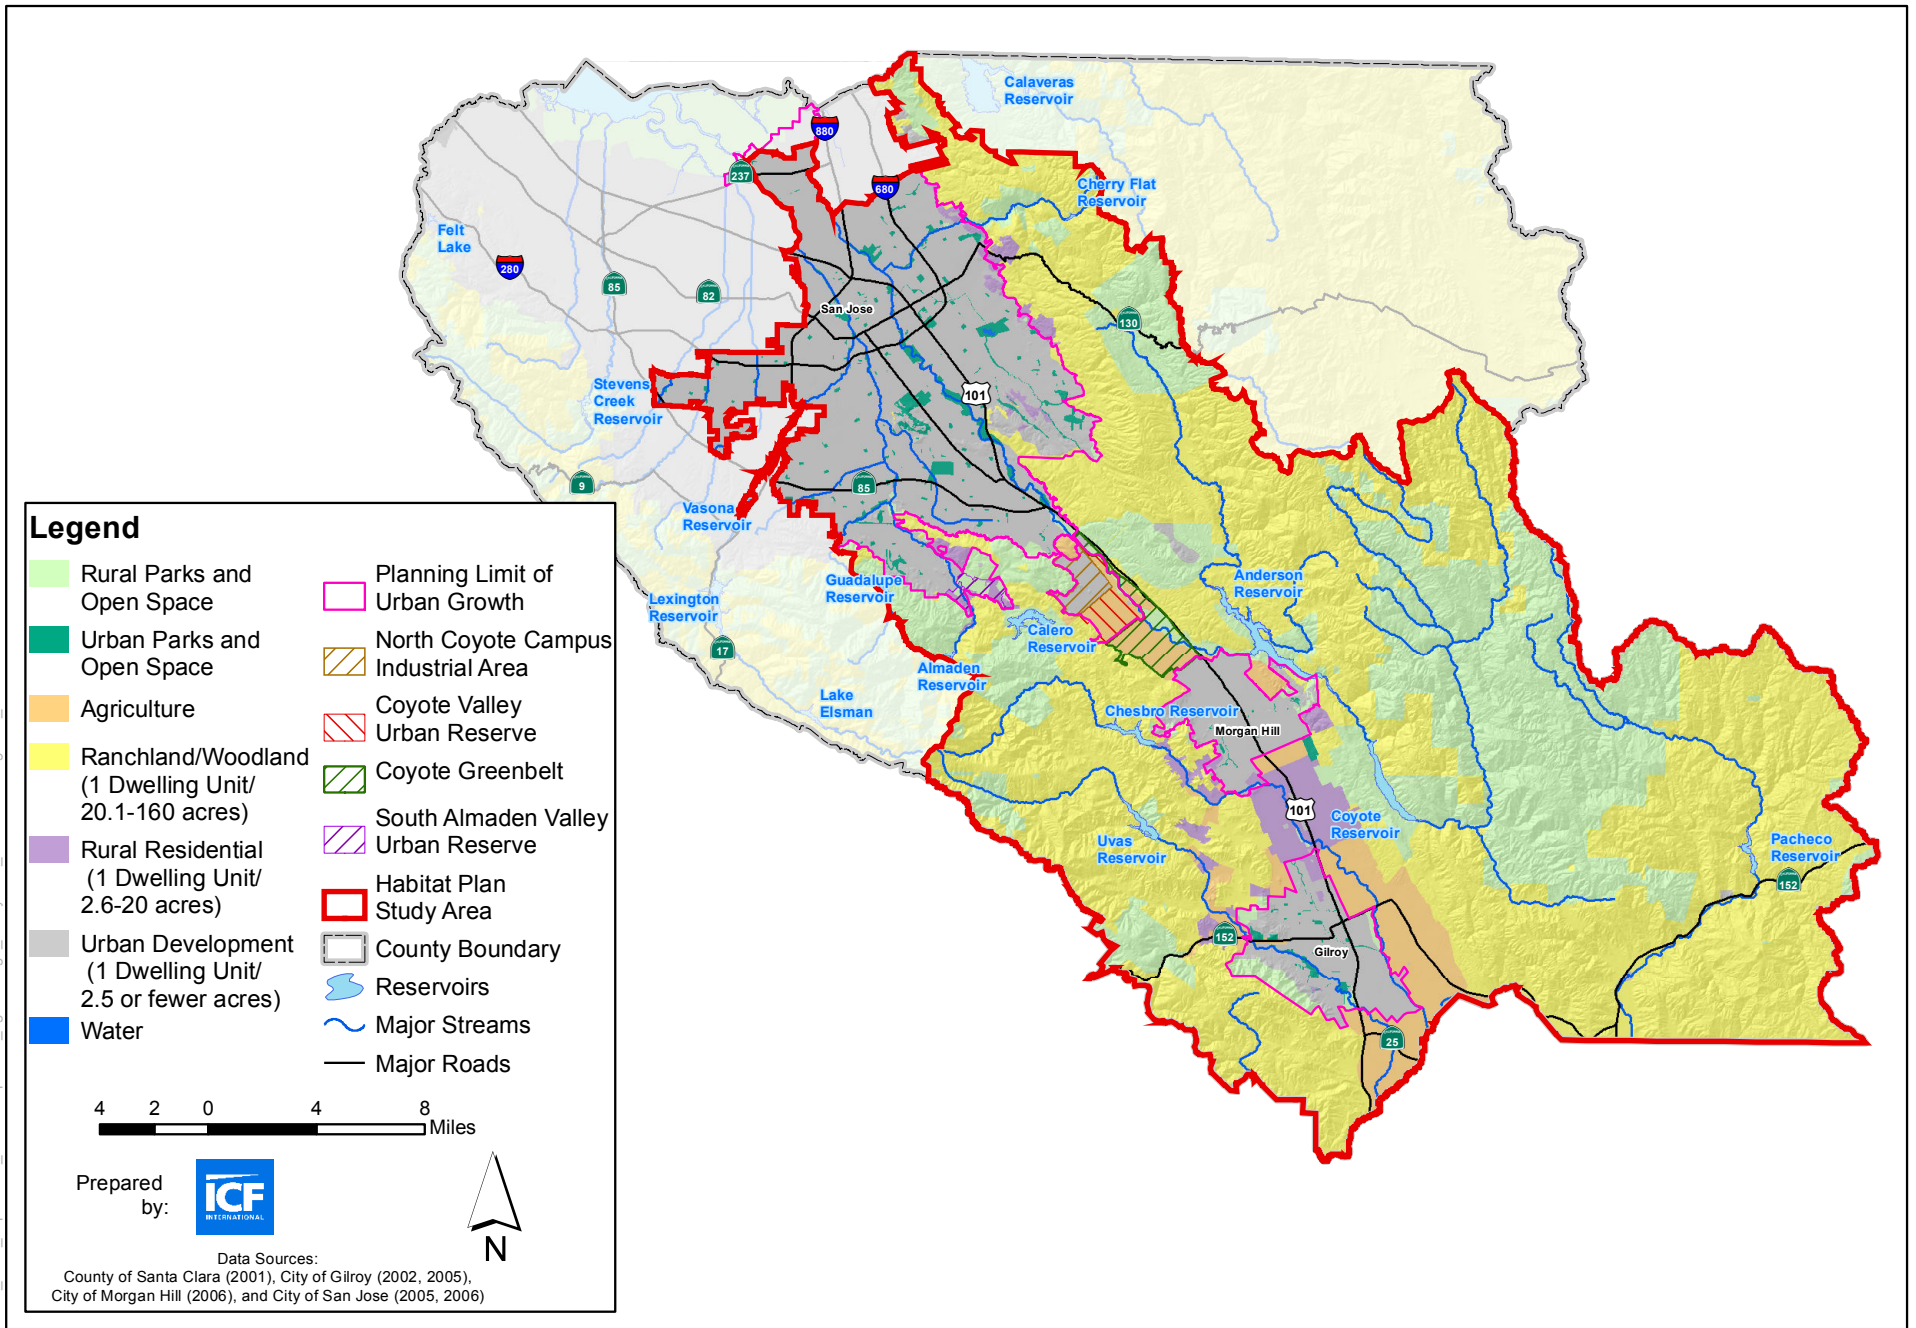 Calaveras
Reservoir
880
237
680
Cherry Flat
Reservoir
Felt
Lake
280
85
82
San Jose
130
Stevens
Creek
Reservoir
101
9
85
Vasona
Reservoir
Guadalupe
Reservoir
Anderson
Reservoir
Lexington
Reservoir
Calero
Reservoir
17
Almaden
Reservoir
Lake
Elsman
Chesbro Reservoir
Morgan Hill
101
Coyote
Reservoir
Uvas
Reservoir
Pacheco
Reservoir
152
152
Gilroy
25
Legend
Rural Parks and
Open Space
Urban Parks and
Open Space
Agriculture
Ranchland/Woodland
(1 Dwelling Unit/
20.1-160 acres)
Rural Residential
(1 Dwelling Unit/
2.6-20 acres)
Urban Development
(1 Dwelling Unit/
2.5 or fewer acres)
Water
Planning Limit of
Urban Growth
North Coyote Campus
Industrial Area
Coyote Valley
Urban Reserve
Coyote Greenbelt
South Almaden Valley
Urban Reserve
Habitat Plan
Study Area
County Boundary
Reservoirs
Major Streams
Major Roads
4 2 0 4 8
Miles
Prepared
by:
ICF
INTERNATIONAL
N
Data Sources:
County of Santa Clara (2001), City of Gilroy (2002, 2005),
City of Morgan Hill (2006), and City of San Jose (2005, 2006)